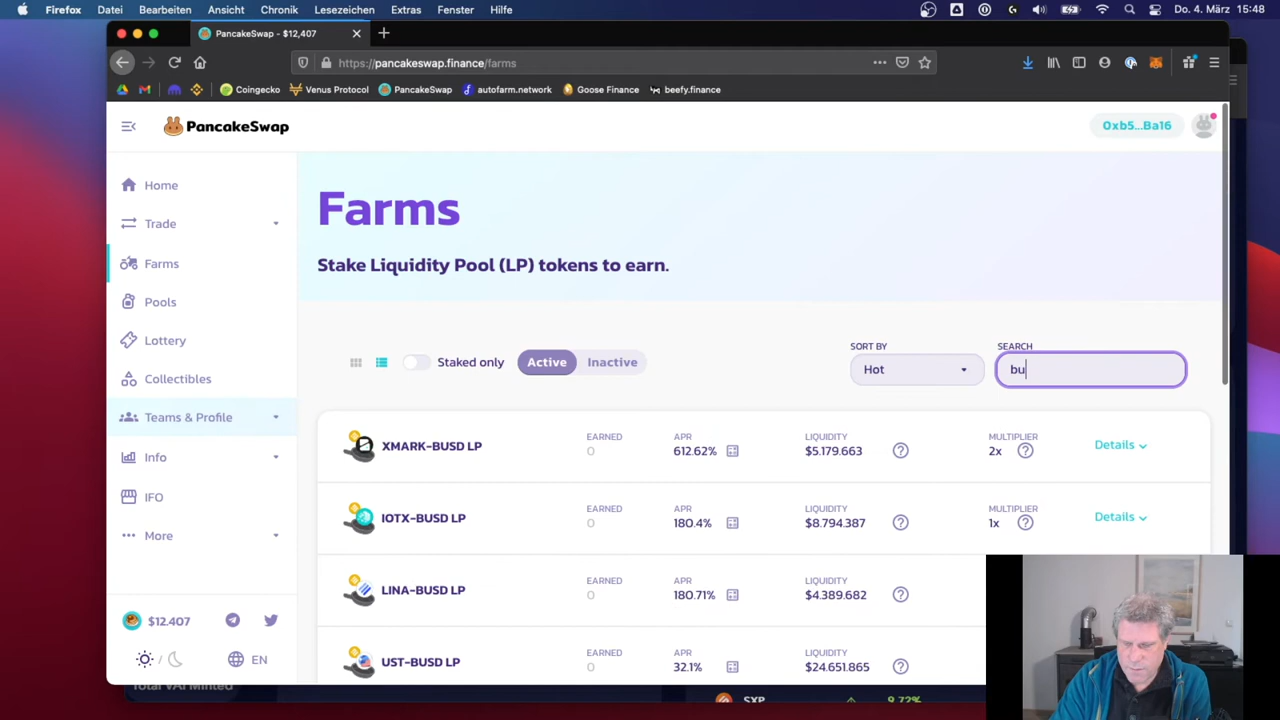 Firefox Datei Bearbeiten Ansicht Chronik Lesezeichen Extras Fenster Hilfe Do. 4. März 15:48
PancakeSwap - $12,407
https://pancakeswap.finance/farms
Coingecko Venus Protocol PancakeSwap autofarm.network Goose Finance beefy.finance
PancakeSwap
0xb5...Ba16
Home
Trade
Farms
Pools
Lottery
Collectibles
Teams & Profile
Info
IFO
More
$12.407
EN
Farms
Stake Liquidity Pool (LP) tokens to earn.
Staked only Active Inactive
SORT BY
Hot
SEARCH
bu
XMARK-BUSD LP
EARNED
0
APR
612.62%
LIQUIDITY
$5.179.663
MULTIPLIER
2x
Details
IOTX-BUSD LP
EARNED
0
APR
180.4%
LIQUIDITY
$8.794.387
MULTIPLIER
1x
Details
LINA-BUSD LP
EARNED
0
APR
180.71%
LIQUIDITY
$4.389.682
UST-BUSD LP
EARNED
0
APR
32.1%
LIQUIDITY
$24.651.865
Total VAI Minted
SXP 9.72%